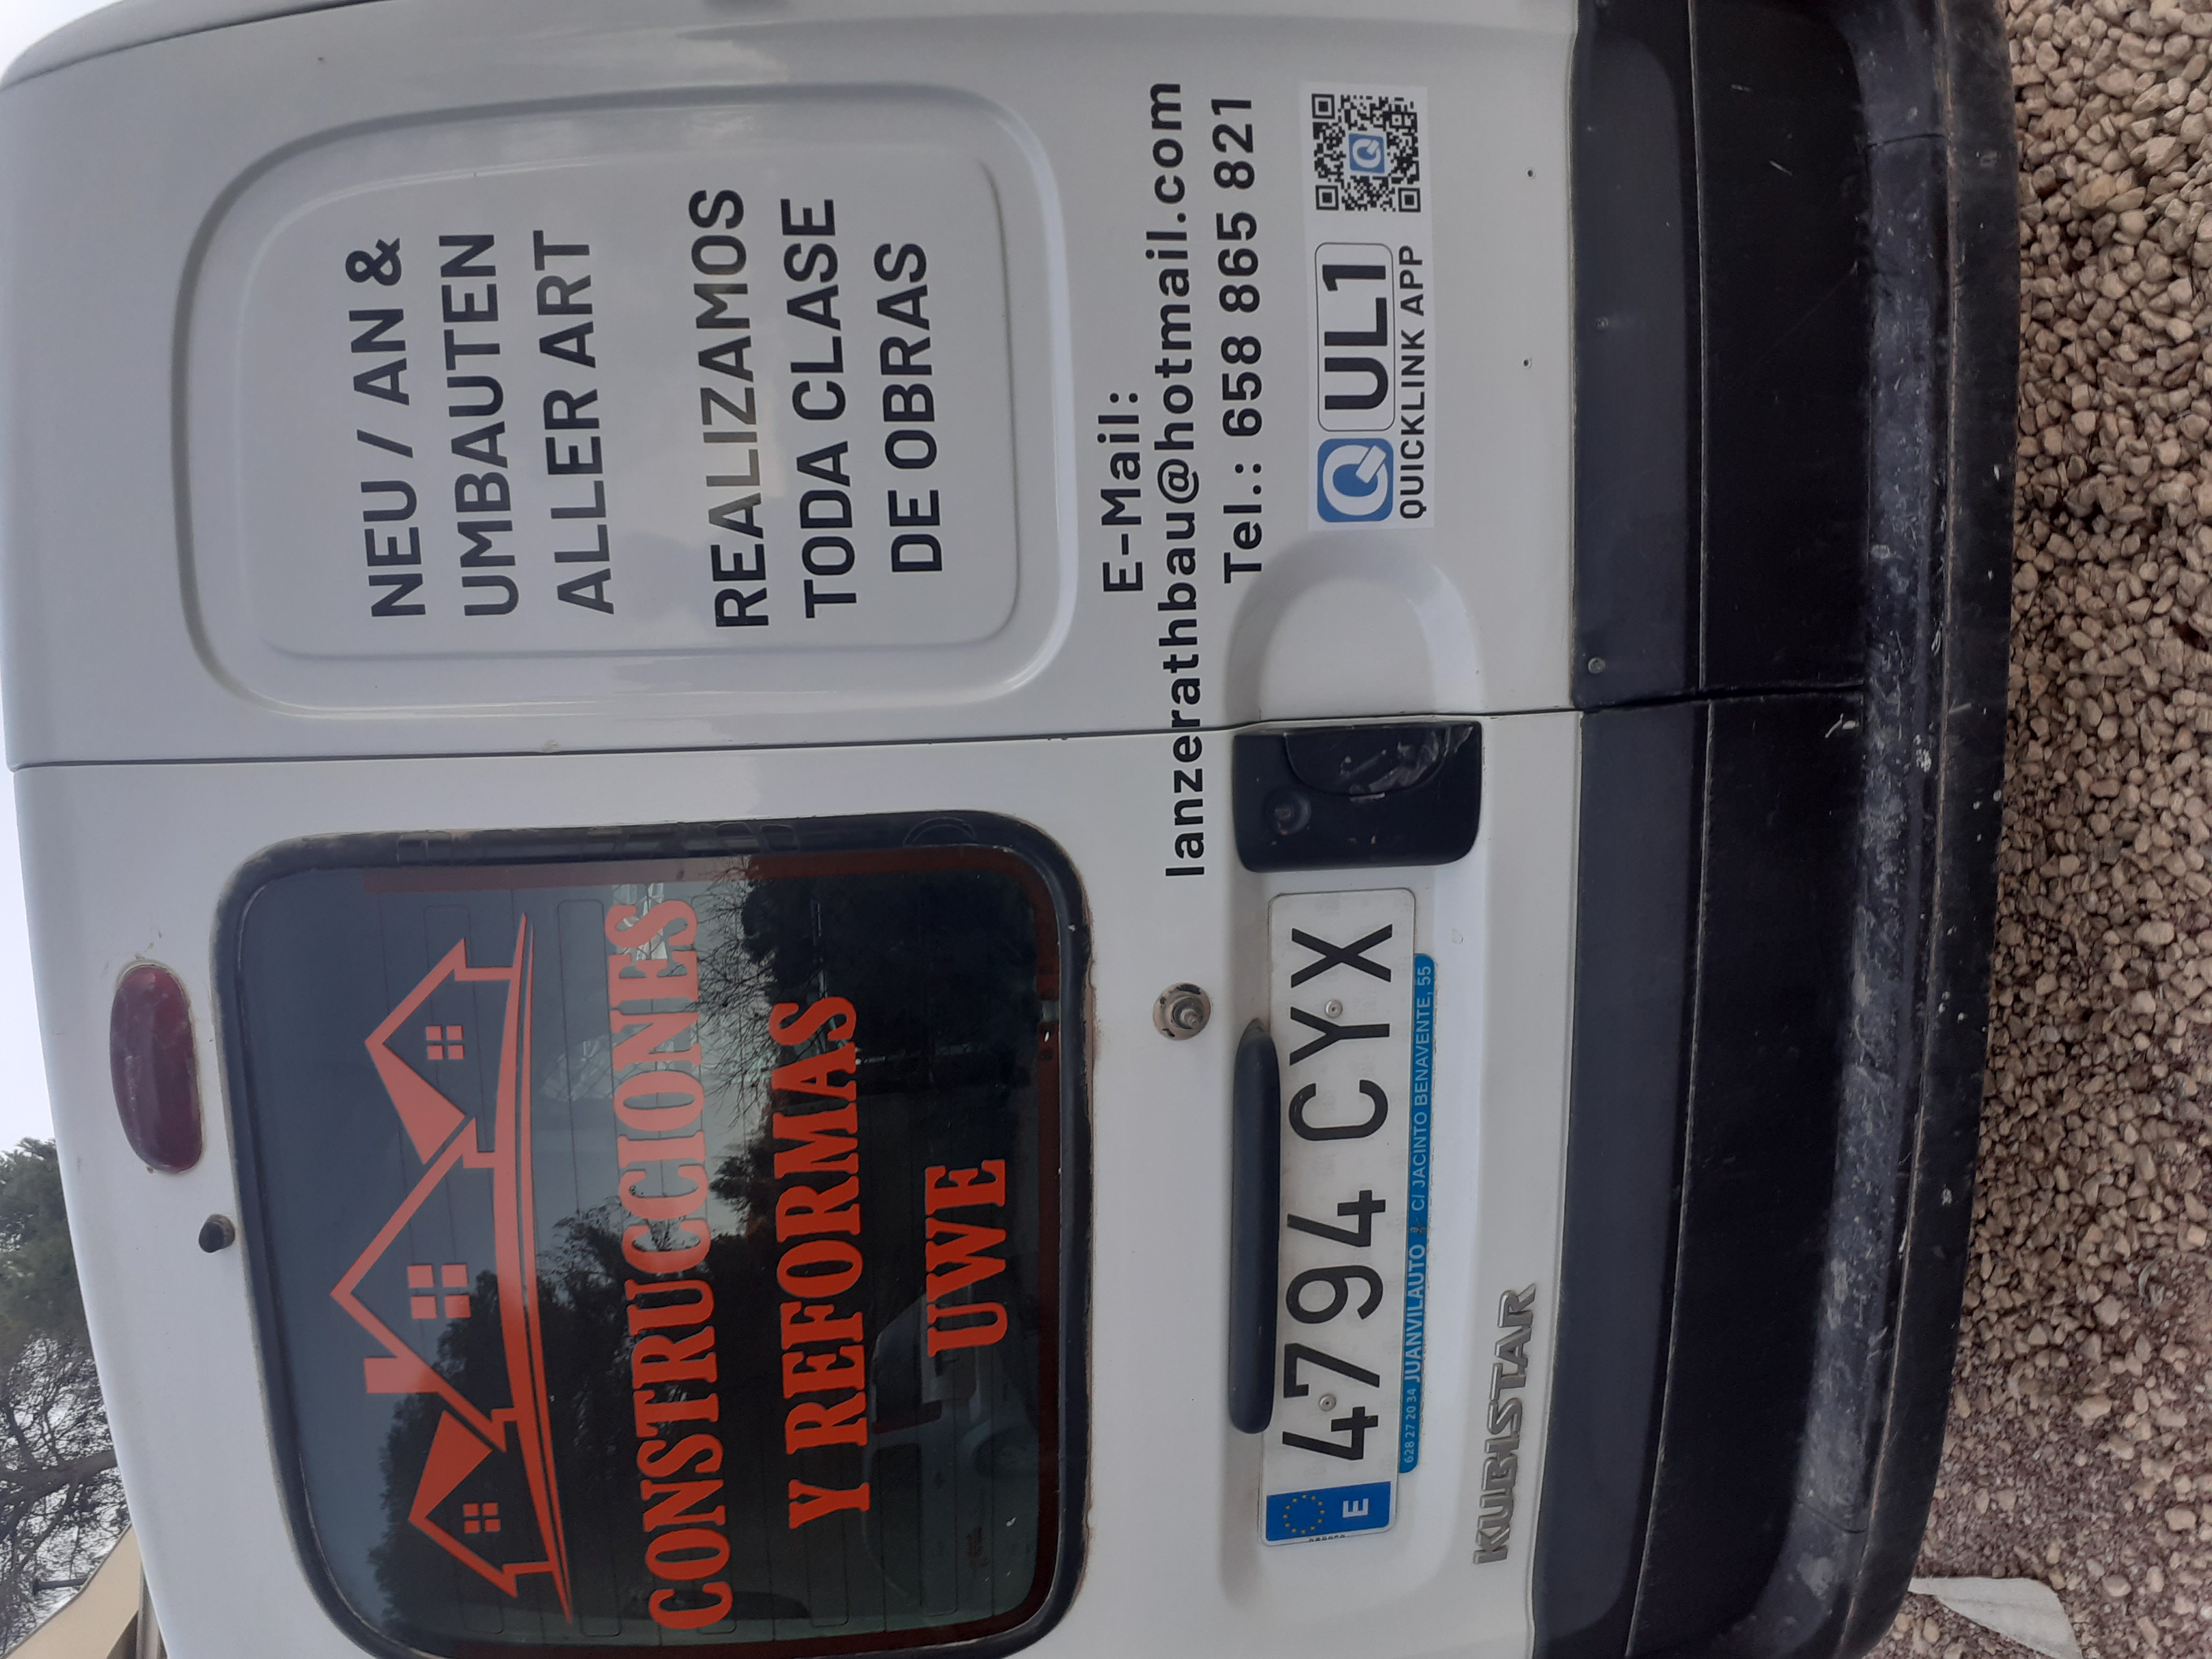 CONSTRUCCIONES
Y REFORMAS
UWE
NEU / AN &
UMBAUTEN
ALLER ART
REALIZAMOS
TODA CLASE
DE OBRAS
E-Mail:
lanzerathbau@hotmail.com
Tel.: 658 865 821
Q UL1
QUICKLINK APP
Q
E 4794 CYX
628 27 20 34 JUANVILAUTO C/ JACINTO BENAVENTE, 55
KUBISTAR